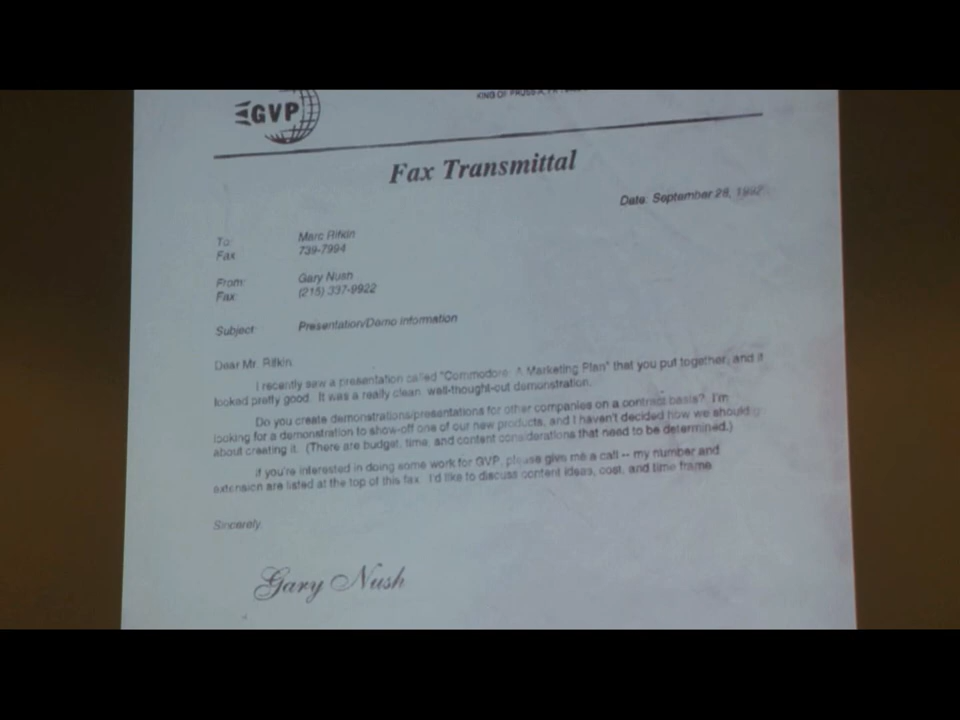 KING OF PRUSSIA, PA
GVP
Fax Transmittal
Date: September 28, 1992
To: Marc Rifkin
Fax 739-7994
From: Gary Nush
Fax: (215) 337-9922
Subject: Presentation/Demo Information
Dear Mr. Rifkin:
I recently saw a presentation called "Commodore: A Marketing Plan" that you put together, and it
looked pretty good. It was a really clean, well-thought-out demonstration.
Do you create demonstrations/presentations for other companies on a contract basis? I'm
looking for a demonstration to show-off one of our new products, and I haven't decided how we should g
about creating it. (There are budget, time, and content considerations that need to be determined.)
If you're interested in doing some work for GVP, please give me a call -- my number and
extension are listed at the top of this fax. I'd like to discuss content ideas, cost, and time frame.
Sincerely,
Gary Nush